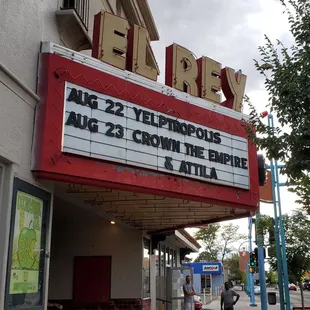 El REY
AUG 22 YELPTROPOLIS
AUG 23 CROWN THE EMPIRE
& ATTILA